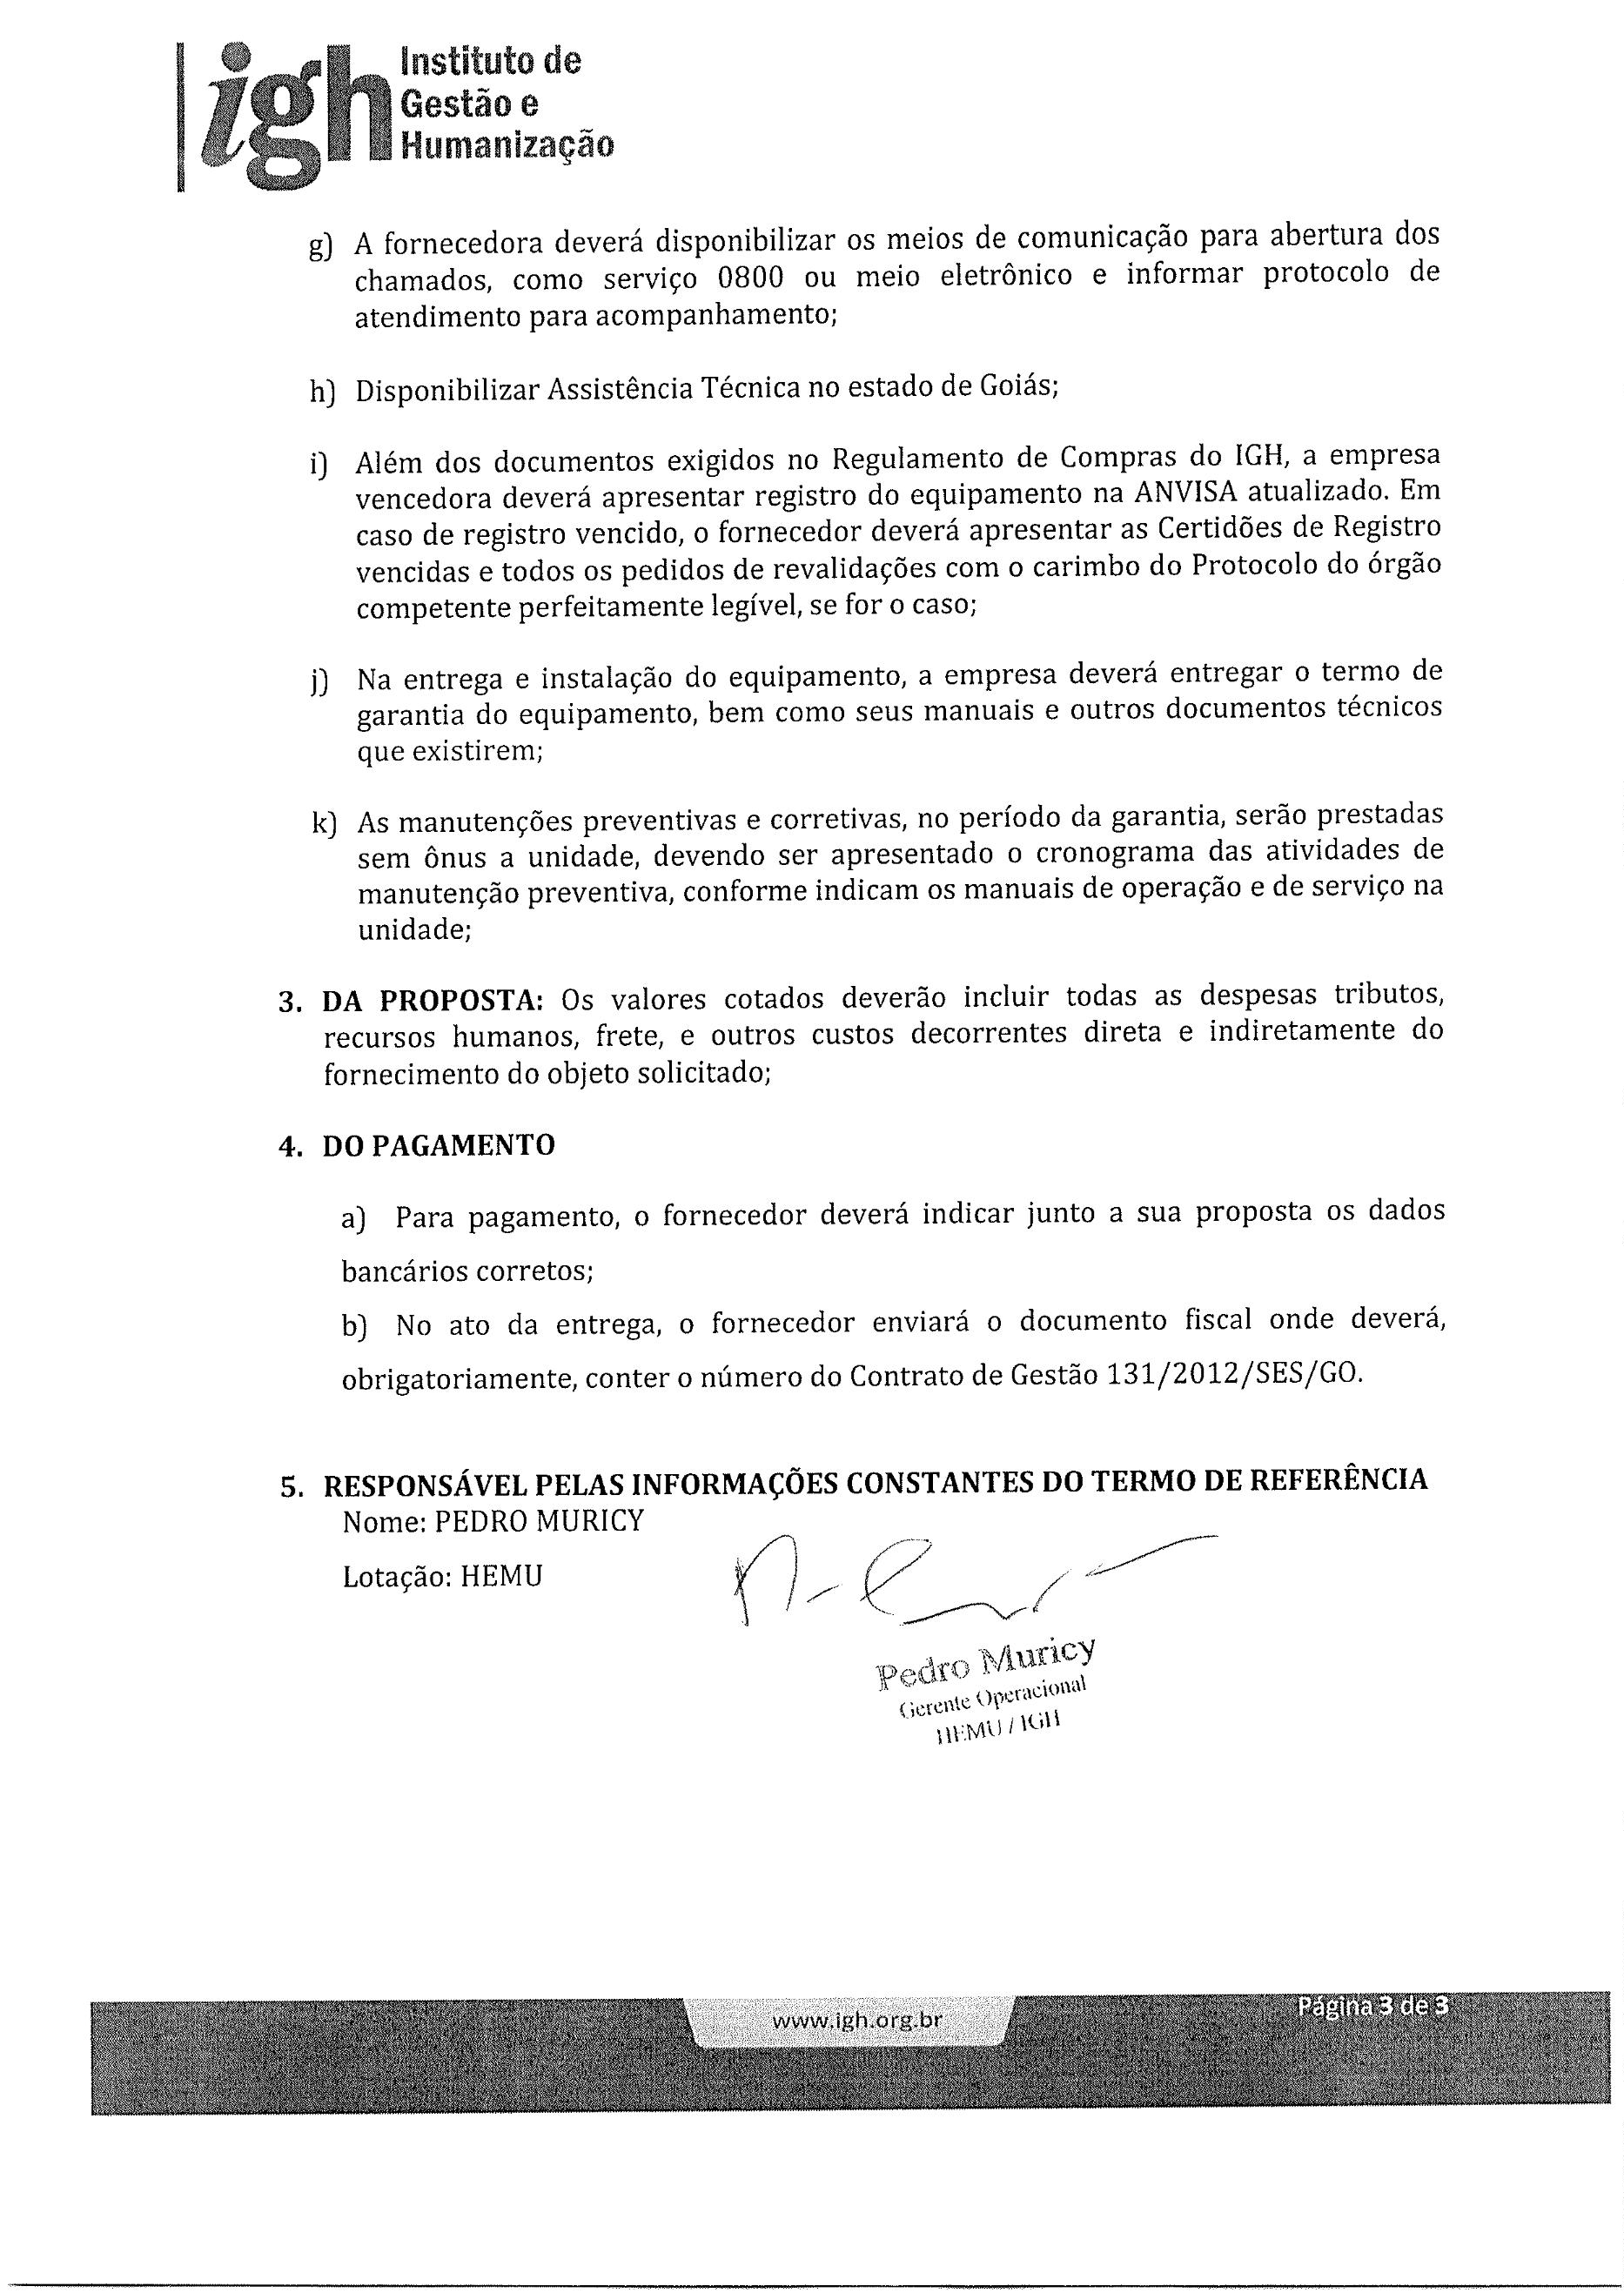 igh Instituto de
Gestão e
Humanização
g) A fornecedora deverá disponibilizar os meios de comunicação para abertura dos
chamados, como serviço 0800 ou meio eletrônico e informar protocolo de
atendimento para acompanhamento;
h) Disponibilizar Assistência Técnica no estado de Goiás;
i) Além dos documentos exigidos no Regulamento de Compras do IGH, a empresa
vencedora deverá apresentar registro do equipamento na ANVISA atualizado. Em
caso de registro vencido, o fornecedor deverá apresentar as Certidões de Registro
vencidas e todos os pedidos de revalidações com o carimbo do Protocolo do órgão
competente perfeitamente legível, se for o caso;
j) Na entrega e instalação do equipamento, a empresa deverá entregar o termo de
garantia do equipamento, bem como seus manuais e outros documentos técnicos
que existirem;
k) As manutenções preventivas e corretivas, no período da garantia, serão prestadas
sem ônus a unidade, devendo ser apresentado o cronograma das atividades de
manutenção preventiva, conforme indicam os manuais de operação e de serviço na
unidade;
3. DA PROPOSTA: Os valores cotados deverão incluir todas as despesas tributos,
recursos humanos, frete, e outros custos decorrentes direta e indiretamente do
fornecimento do objeto solicitado;
4. DO PAGAMENTO
a) Para pagamento, o fornecedor deverá indicar junto a sua proposta os dados
bancários corretos;
b) No ato da entrega, o fornecedor enviará o documento fiscal onde deverá,
obrigatoriamente, conter o número do Contrato de Gestão 131/2012/SES/GO.
5. RESPONSÁVEL PELAS INFORMAÇÕES CONSTANTES DO TERMO DE REFERÊNCIA
Nome: PEDRO MURICY
Lotação: HEMU
Pedro Muricy
Gerente Operacional
HEMU / IGH
www.igh.org.br
Página 3 de 3